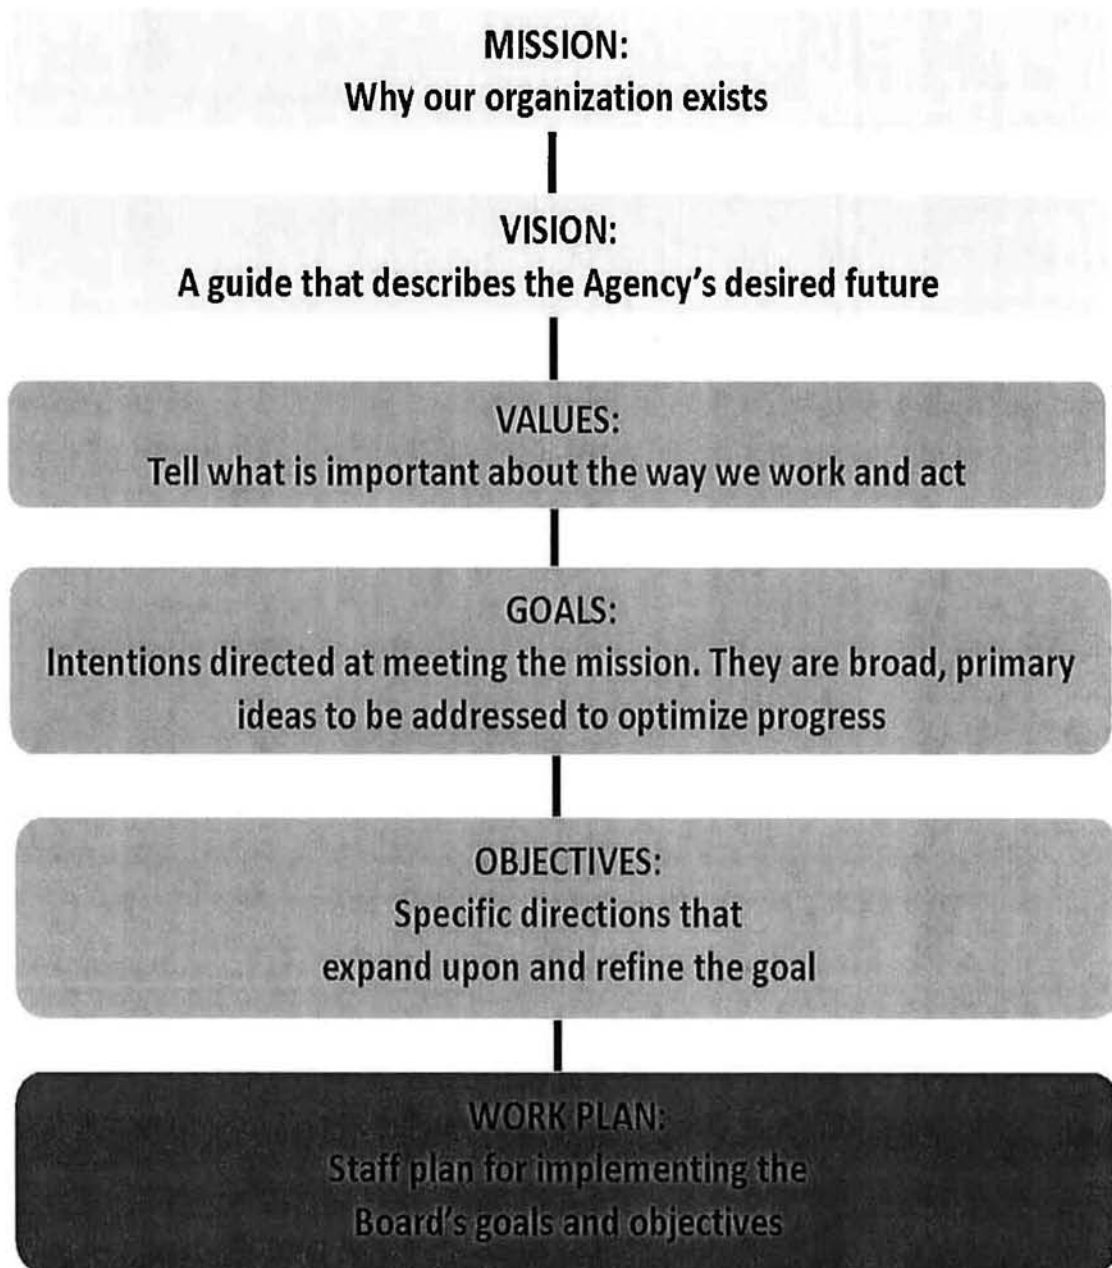 MISSION:
Why our organization exists
VISION:
A guide that describes the Agency's desired future
VALUES:
Tell what is important about the way we work and act
GOALS:
Intentions directed at meeting the mission. They are broad, primary
ideas to be addressed to optimize progress
OBJECTIVES:
Specific directions that
expand upon and refine the goal
WORK PLAN:
Staff plan for implementing the
Board's goals and objectives